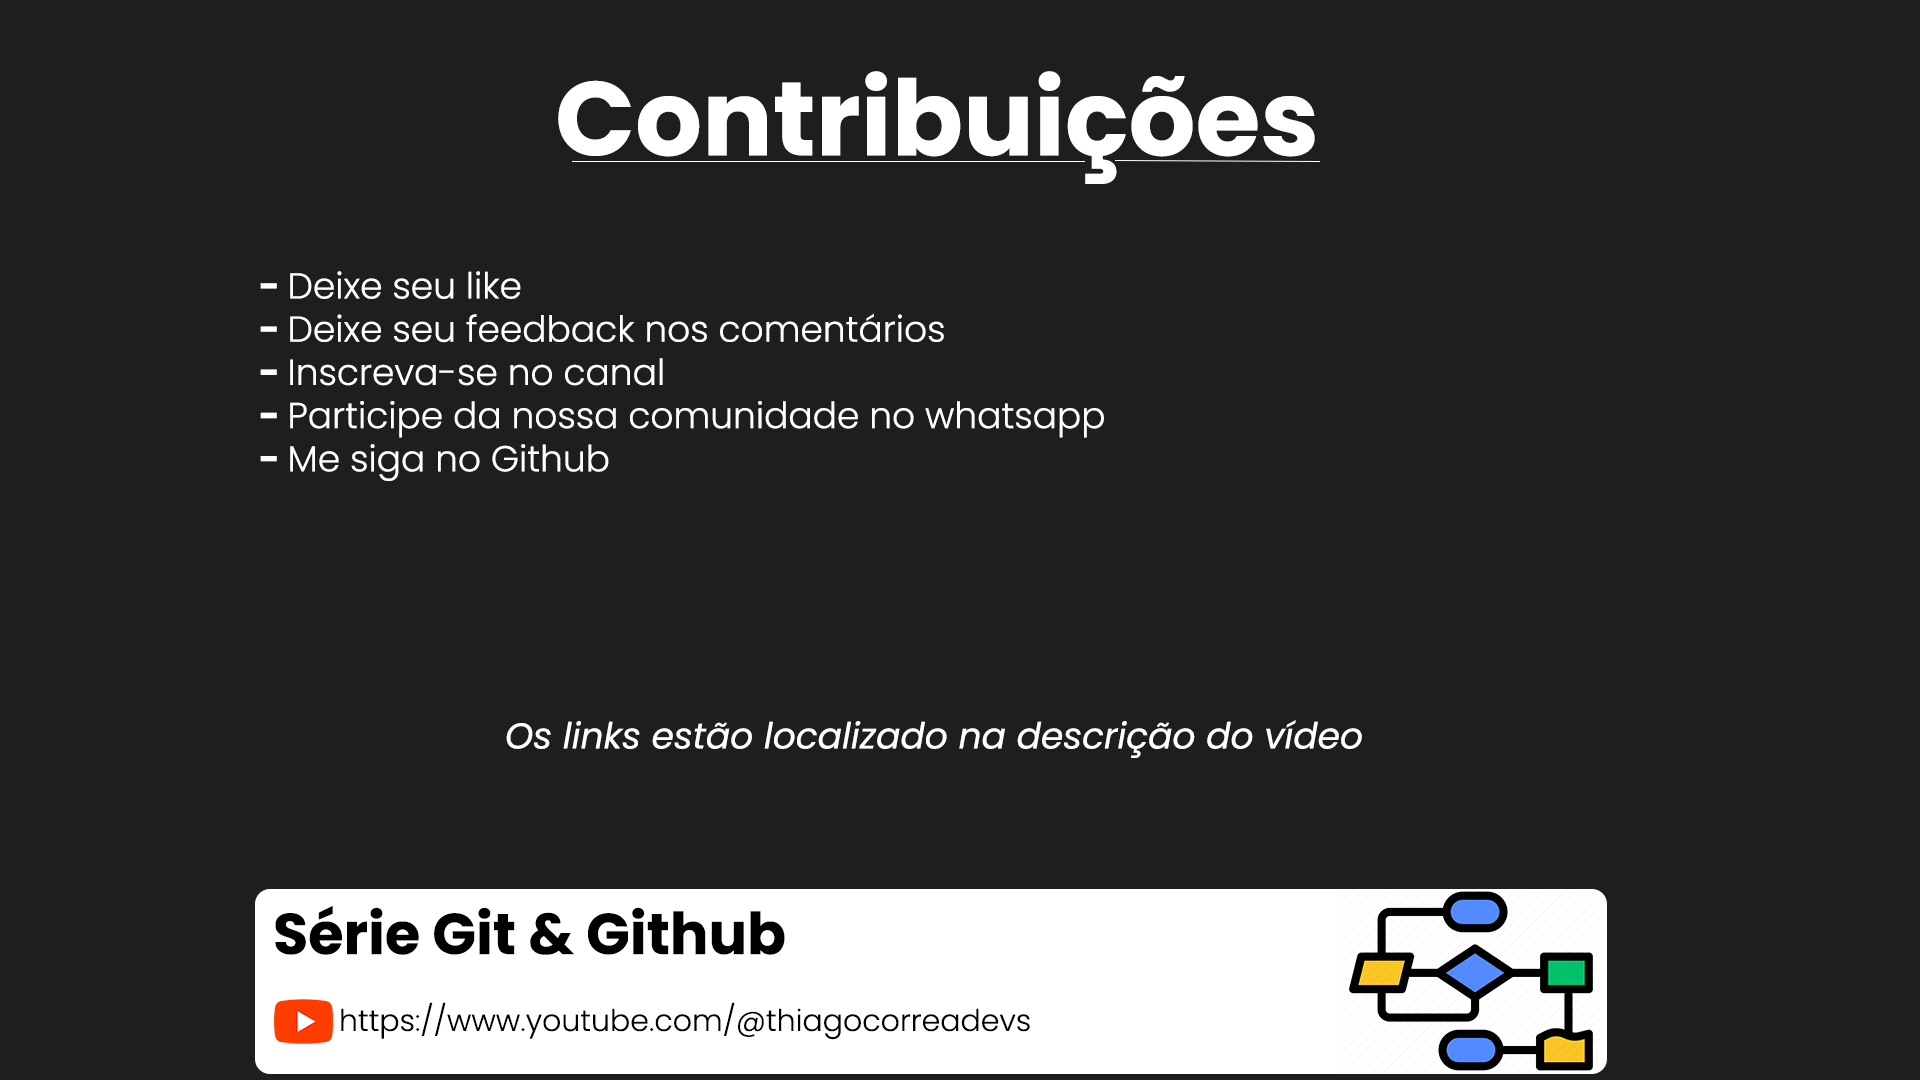 Contribuições
- Deixe seu like
- Deixe seu feedback nos comentários
- Inscreva-se no canal
- Participe da nossa comunidade no whatsapp
- Me siga no Github
Os links estão localizado na descrição do vídeo
Série Git & Github
https://www.youtube.com/@thiagocorreadevs